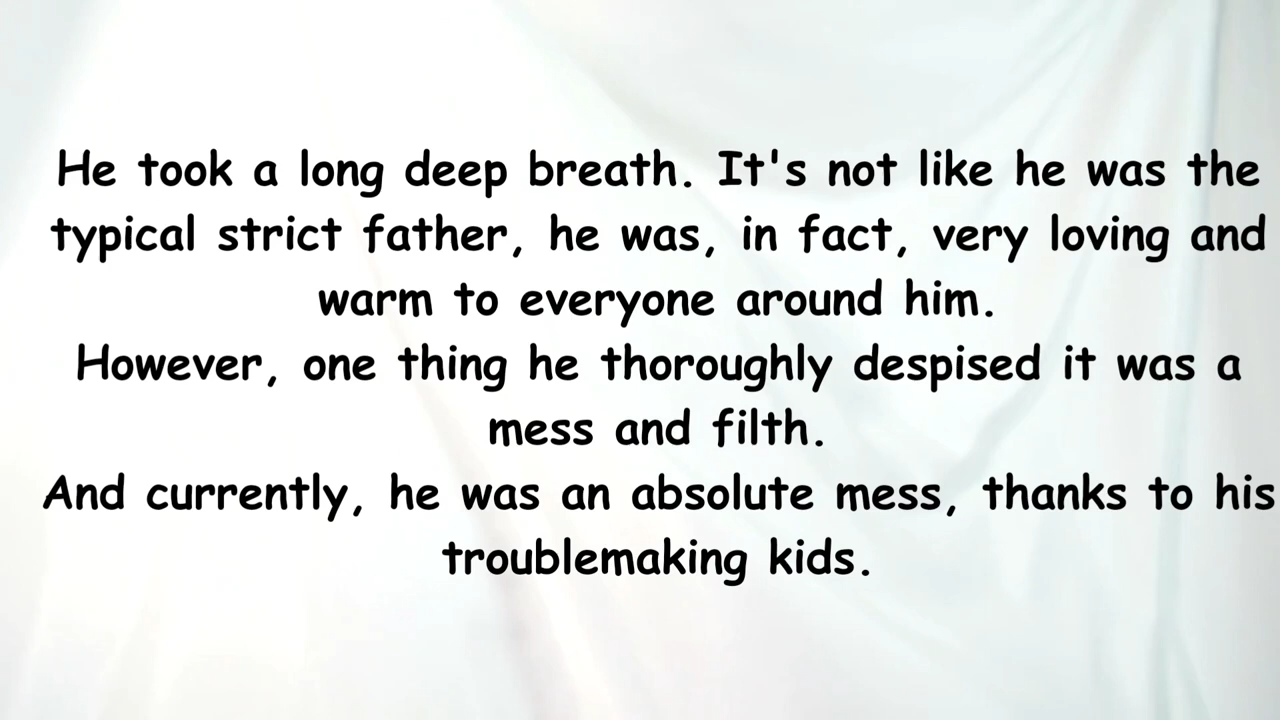 He took a long deep breath. It's not like he was the
typical strict father, he was, in fact, very loving and
warm to everyone around him.
However, one thing he thoroughly despised it was a
mess and filth.
And currently, he was an absolute mess, thanks to his
troublemaking kids.